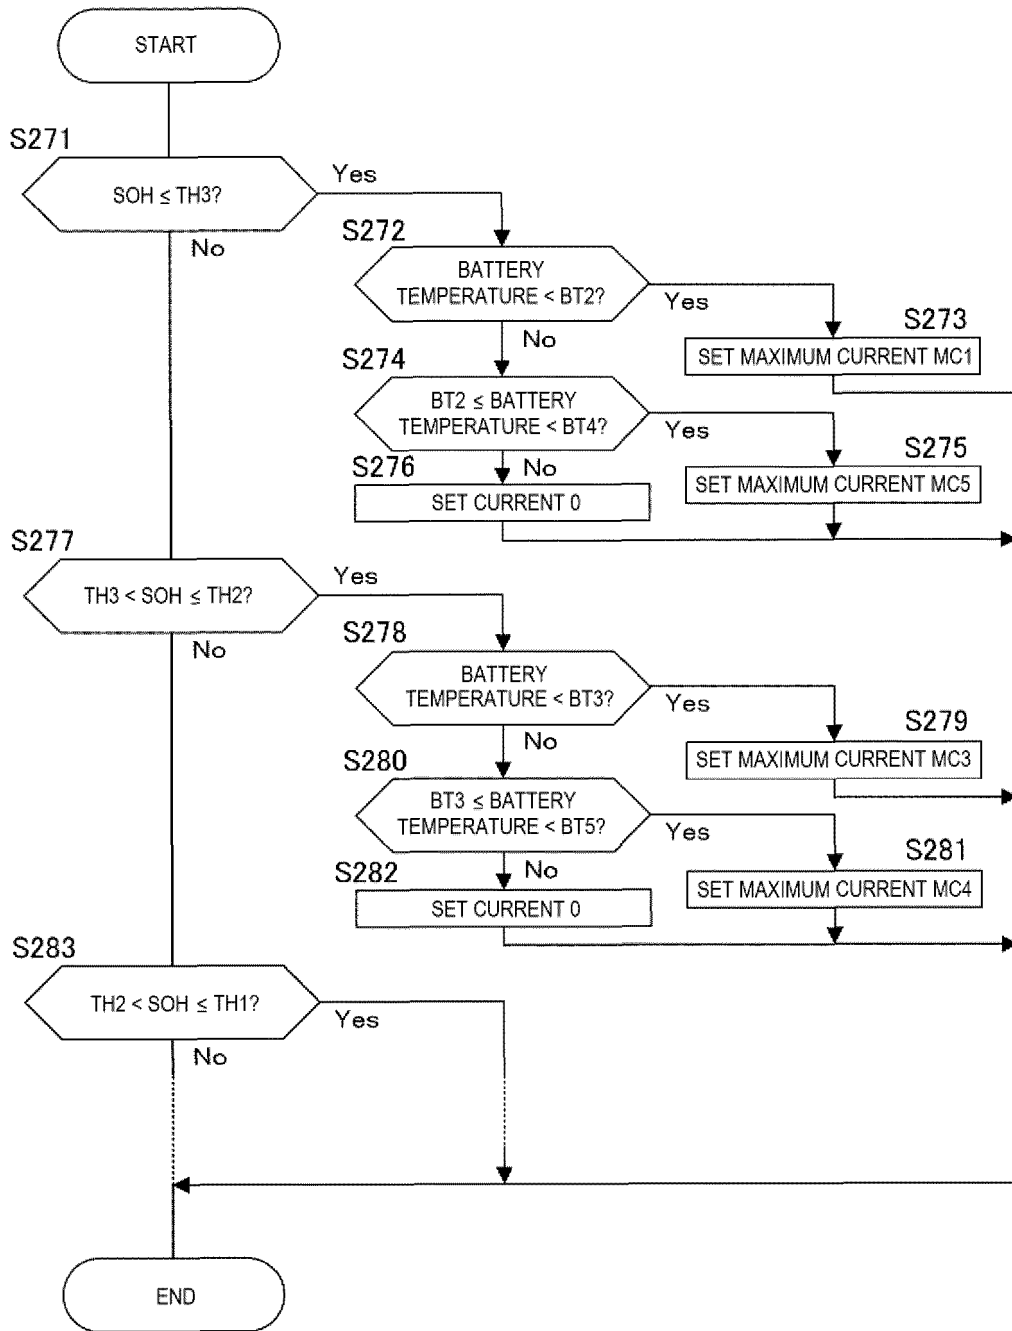 START
S271
SOH ≤ TH3?
Yes
No
S272
BATTERY
TEMPERATURE < BT2?
Yes
No
S273
SET MAXIMUM CURRENT MC1
S274
BT2 ≤ BATTERY
TEMPERATURE < BT4?
Yes
No
S275
SET MAXIMUM CURRENT MC5
S276
SET CURRENT 0
S277
TH3 < SOH ≤ TH2?
Yes
No
S278
BATTERY
TEMPERATURE < BT3?
Yes
No
S279
SET MAXIMUM CURRENT MC3
S280
BT3 ≤ BATTERY
TEMPERATURE < BT5?
Yes
No
S281
SET MAXIMUM CURRENT MC4
S282
SET CURRENT 0
S283
TH2 < SOH ≤ TH1?
Yes
No
END